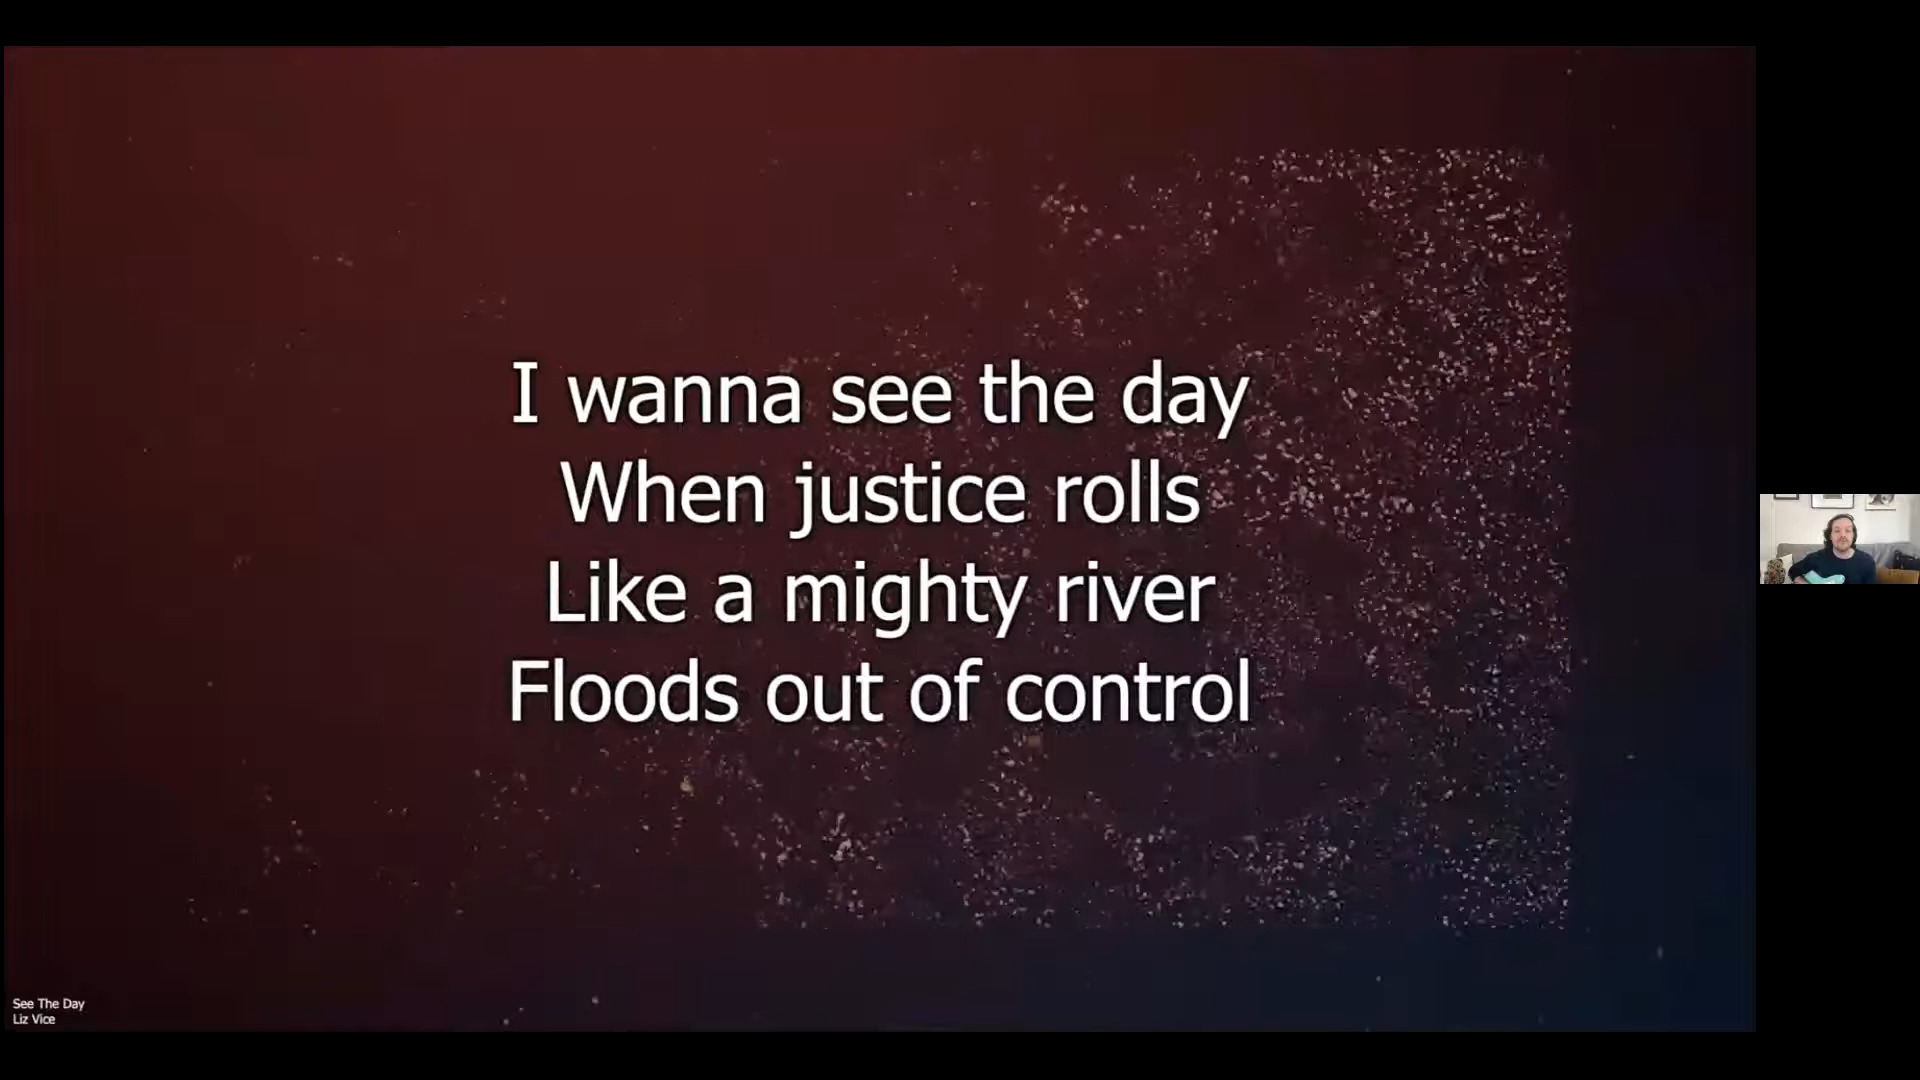 I wanna see the day
When justice rolls
Like a mighty river
Floods out of control
See The Day
Liz Vice